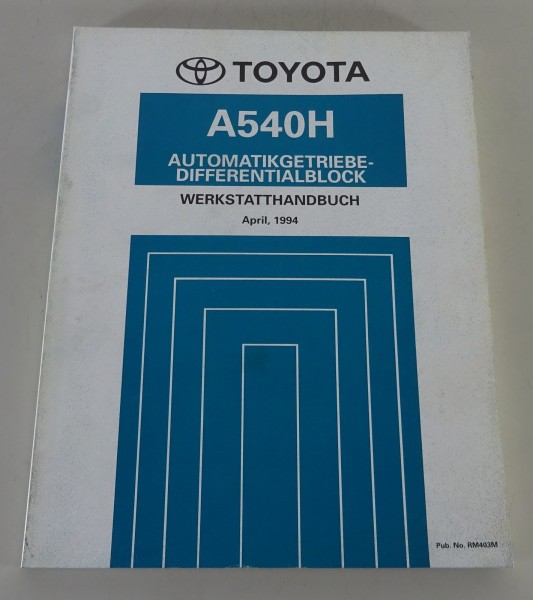 TOYOTA
A540H
AUTOMATIKGETRIEBE-
DIFFERENTIALBLOCK
WERKSTATTHANDBUCH
April, 1994
Pub. No. RM403M